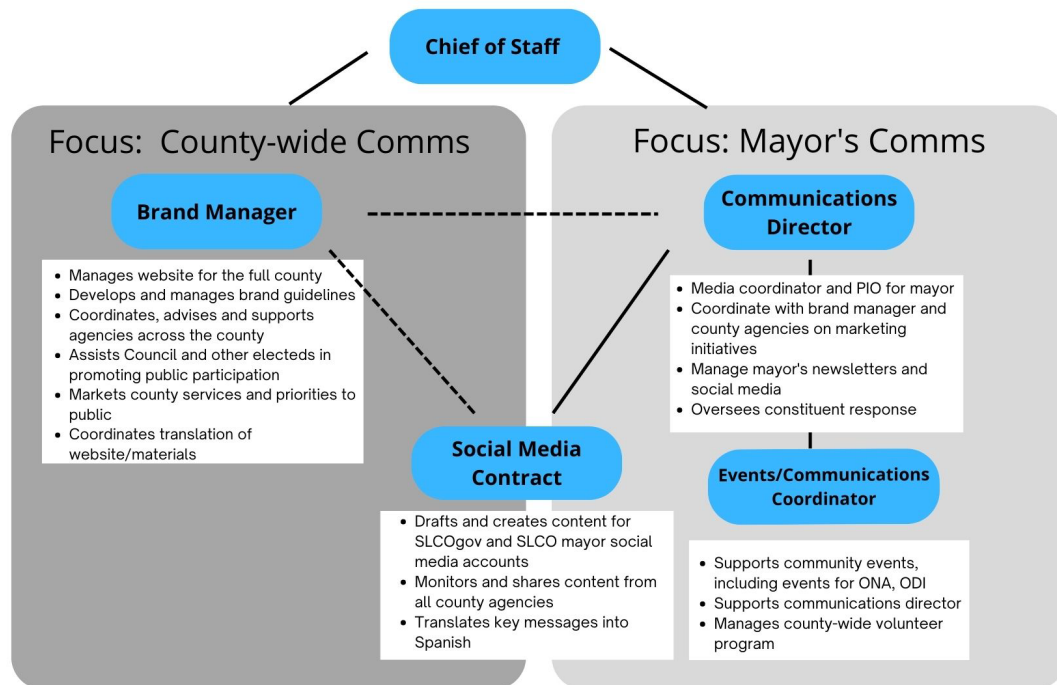 Chief of Staff
Focus:  County-wide Comms
Brand Manager
• Manages website for the full county
• Develops and manages brand guidelines
• Coordinates, advises and supports
agencies across the county
• Assists Council and other electeds in
promoting public participation
• Markets county services and priorities to
public
• Coordinates translation of
website/materials
Focus: Mayor's Comms
Communications
Director
• Media coordinator and PIO for mayor
• Coordinate with brand manager and
county agencies on marketing
initiatives
• Manage mayor's newsletters and
social media
• Oversees constituent response
Social Media
Contract
• Drafts and creates content for
SLCOgov and SLCO mayor social
media accounts
• Monitors and shares content from
all county agencies
• Translates key messages into
Spanish
Events/Communications
Coordinator
• Supports community events,
including events for ONA, ODI
• Supports communications director
• Manages county-wide volunteer
program